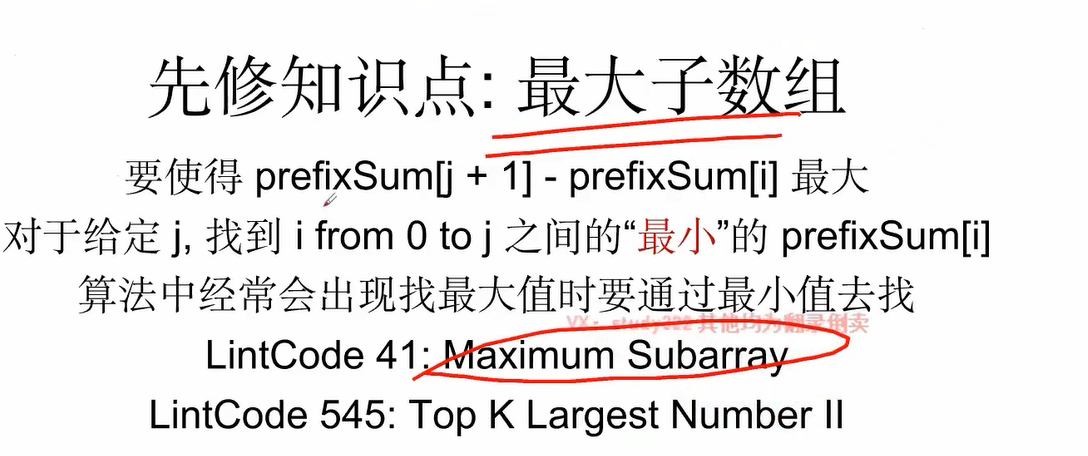 先修知识点: 最大子数组
要使得 prefixSum[j + 1] - prefixSum[i] 最大
对于给定 j, 找到 i from 0 to j 之间的“最小”的 prefixSum[i]
算法中经常会出现找最大值时要通过最小值去找
VX: study322 其他均为翻录倒卖
LintCode 41: Maximum Subarray
LintCode 545: Top K Largest Number II